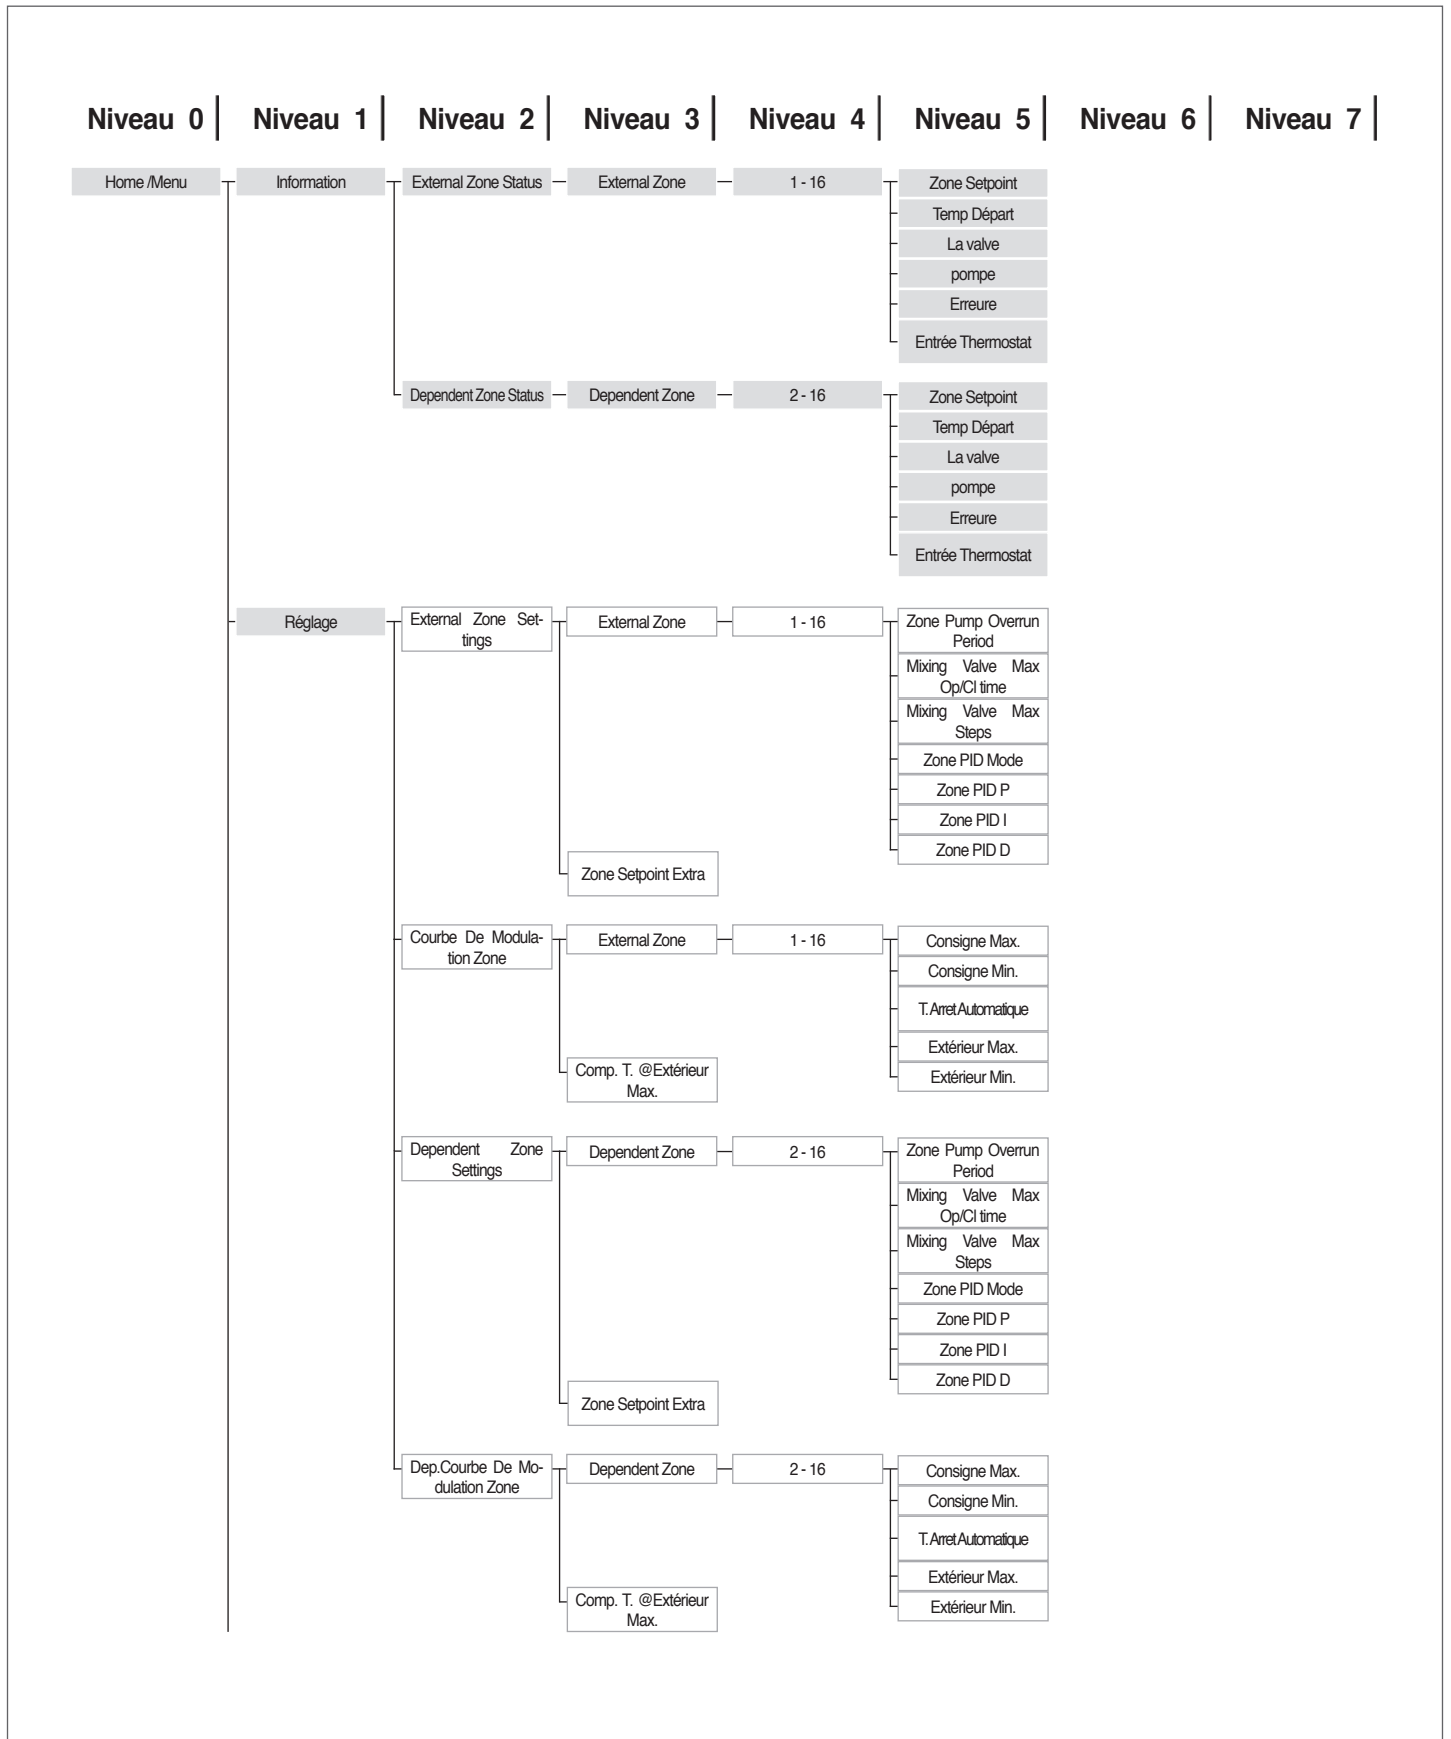 Niveau 0 Niveau 1 Niveau 2 Niveau 3 Niveau 4 Niveau 5 Niveau 6 Niveau 7
Home /Menu Information External Zone Status External Zone 1 - 16 Zone Setpoint
Temp Départ
La valve
pompe
Erreure
Entrée Thermostat
Dependent Zone Status Dependent Zone 2 - 16 Zone Setpoint
Temp Départ
La valve
pompe
Erreure
Entrée Thermostat
Réglage
External Zone Set-
tings
External Zone
1 - 16
Zone Pump Overrun
Period
Mixing Valve Max
Op/Cl time
Mixing Valve Max
Steps
Zone PID Mode
Zone PID P
Zone PID I
Zone PID D
Zone Setpoint Extra
Courbe De Modula-
tion Zone
External Zone
1 - 16
Consigne Max.
Consigne Min.
T. Arret Automatique
Extérieur Max.
Extérieur Min.
Comp. T. @Extérieur
Max.
Dependent Zone
Settings
Dependent Zone
2 - 16
Zone Pump Overrun
Period
Mixing Valve Max
Op/Cl time
Mixing Valve Max
Steps
Zone PID Mode
Zone PID P
Zone PID I
Zone PID D
Zone Setpoint Extra
Dep.Courbe De Mo-
dulation Zone
Dependent Zone
2 - 16
Consigne Max.
Consigne Min.
T. Arret Automatique
Extérieur Max.
Extérieur Min.
Comp. T. @Extérieur
Max.